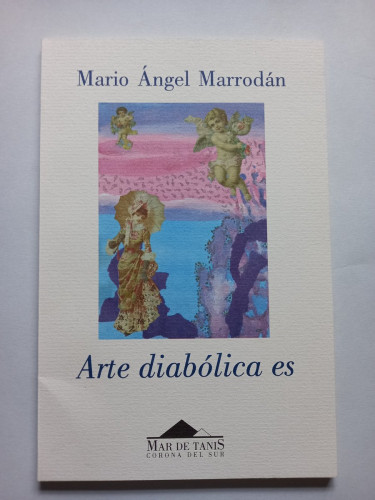 Mario Ángel Marrodán
Arte diabólica es
MAR DE TANIS
CORONA DEL SUR